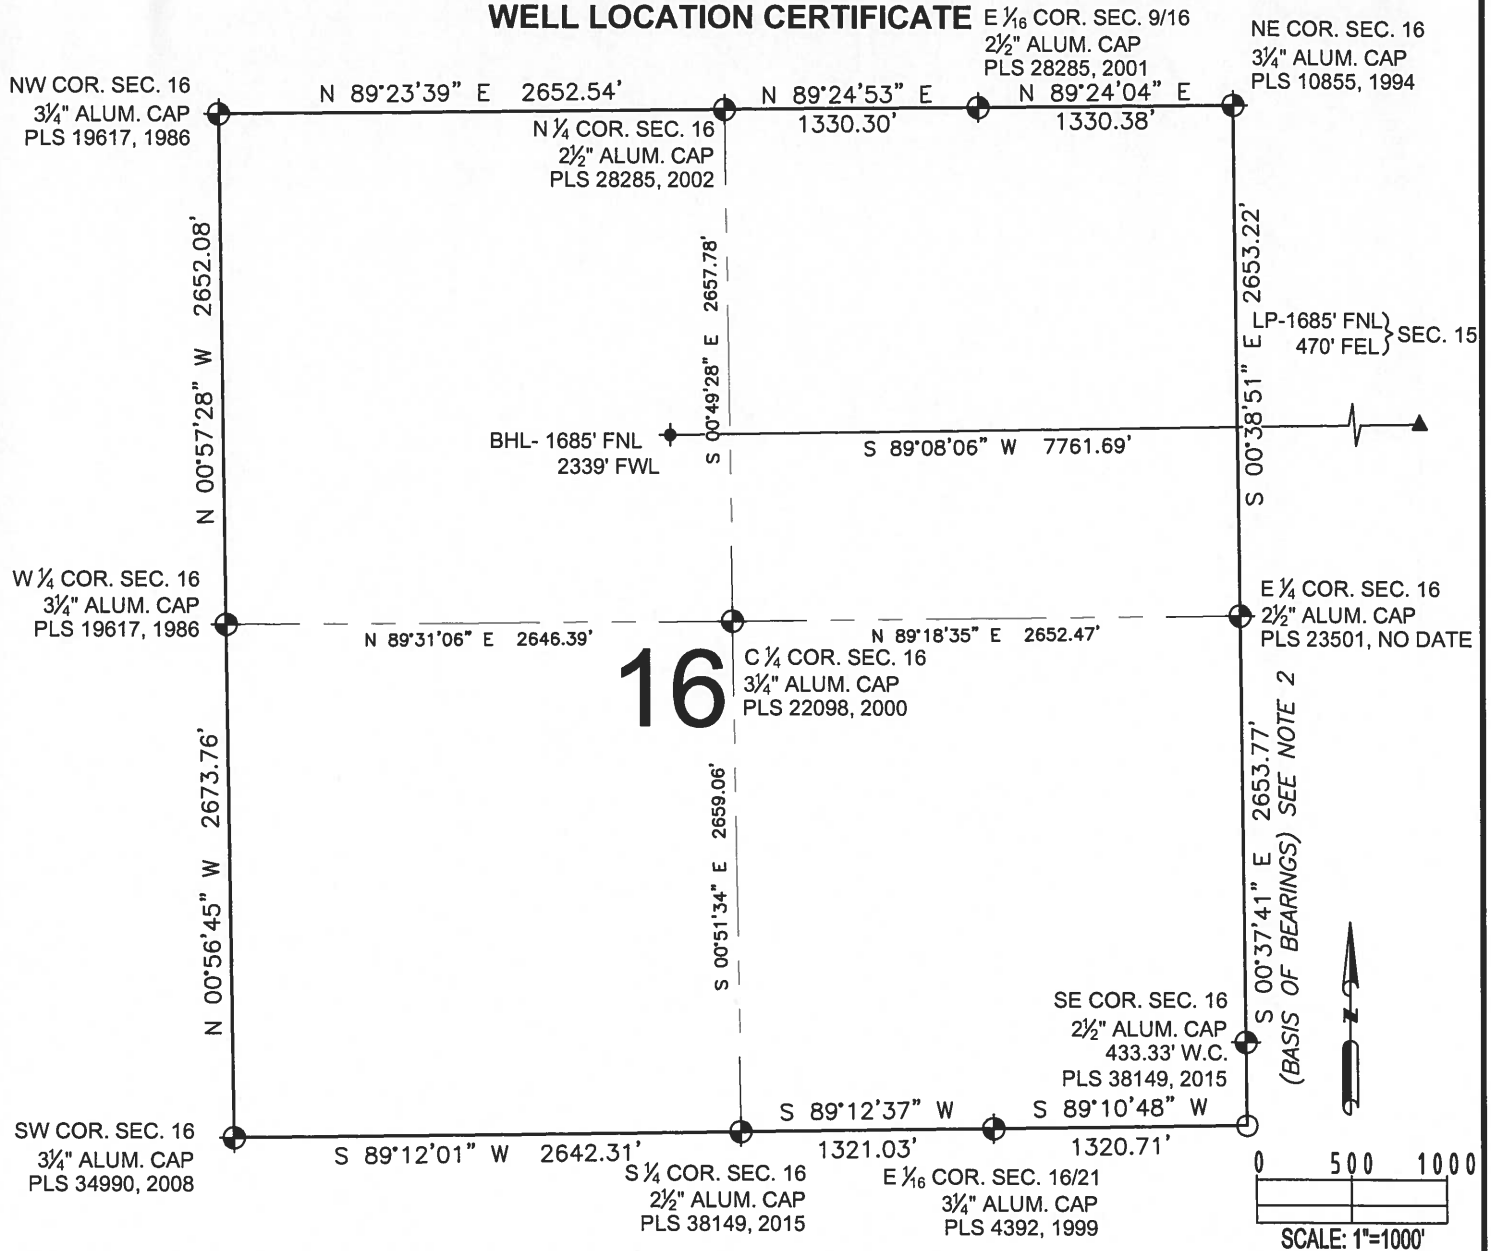 WELL LOCATION CERTIFICATE
E 1/16 COR. SEC. 9/16
2½" ALUM. CAP
PLS 28285, 2001
NE COR. SEC. 16
3¼" ALUM. CAP
PLS 10855, 1994
NW COR. SEC. 16
3¼" ALUM. CAP
PLS 19617, 1986
N 89°23'39" E 2652.54'
N 89°24'53" E
1330.30'
N 89°24'04" E
1330.38'
N ¼ COR. SEC. 16
2½" ALUM. CAP
PLS 28285, 2002
N 00°57'28" W 2652.08'
S 00°49'28" E 2657.78'
S 00°38'51" E 2653.22'
LP-1685' FNL
470' FEL
} SEC. 15
BHL- 1685' FNL
2339' FWL
S 89°08'06" W 7761.69'
W ¼ COR. SEC. 16
3¼" ALUM. CAP
PLS 19617, 1986
N 89°31'06" E 2646.39'
N 89°18'35" E 2652.47'
E ¼ COR. SEC. 16
2½" ALUM. CAP
PLS 23501, NO DATE
16
C ¼ COR. SEC. 16
3¼" ALUM. CAP
PLS 22098, 2000
N 00°56'45" W 2673.76'
S 00°51'34" E 2659.06'
S 00°37'41" E 2653.77'
(BASIS OF BEARINGS) SEE NOTE 2
SE COR. SEC. 16
2½" ALUM. CAP
433.33' W.C.
PLS 38149, 2015
N
SW COR. SEC. 16
3¼" ALUM. CAP
PLS 34990, 2008
S 89°12'01" W 2642.31'
S 89°12'37" W
1321.03'
S 89°10'48" W
1320.71'
S ¼ COR. SEC. 16
2½" ALUM. CAP
PLS 38149, 2015
E 1/16 COR. SEC. 16/21
3¼" ALUM. CAP
PLS 4392, 1999
0 500 1000
SCALE: 1"=1000'